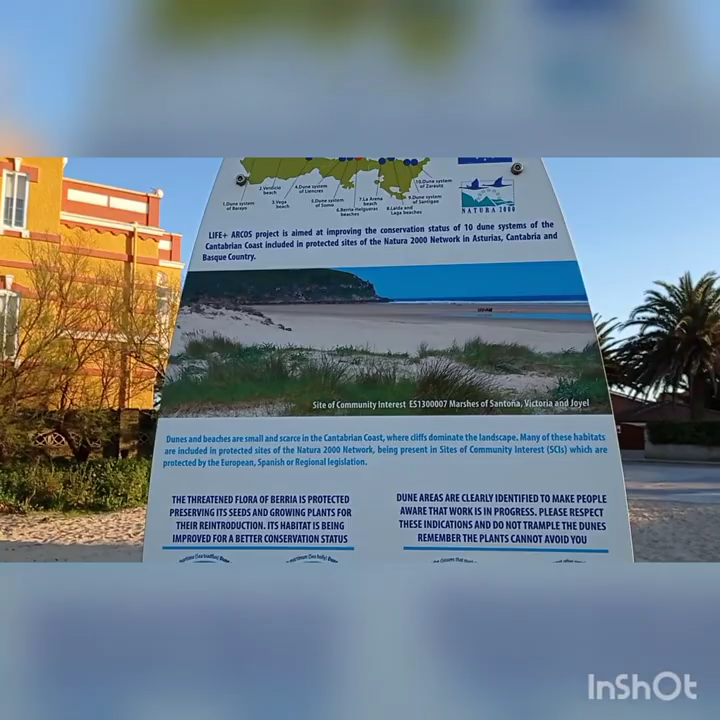 2.Verdicio beach
4.Dune system of Liencres
10.Dune system of Zarautz
1.Dune system of Barayo
3.Vega beach
5.Dune system of Somo
7.La Arena beach
9.Dune system of Santigae
6.Berria-Helgueras beaches
8.Laida and Laga beaches
NATURA 2000
LIFE+ ARCOS project is aimed at improving the conservation status of 10 dune systems of the
Cantabrian Coast included in protected sites of the Natura 2000 Network in Asturias, Cantabria and
Basque Country.
Site of Community Interest ES1300007 Marshes of Santoña, Victoria and Joyel
Dunes and beaches are small and scarce in the Cantabrian Coast, where cliffs dominate the landscape. Many of these habitats
are included in protected sites of the Natura 2000 Network, being present in Sites of Community Interest (SCIs) which are
protected by the European, Spanish or Regional legislation.
THE THREATENED FLORA OF BERRIA IS PROTECTED
PRESERVING ITS SEEDS AND GROWING PLANTS FOR
THEIR REINTRODUCTION. ITS HABITAT IS BEING
IMPROVED FOR A BETTER CONSERVATION STATUS
DUNE AREAS ARE CLEARLY IDENTIFIED TO MAKE PEOPLE
AWARE THAT WORK IS IN PROGRESS. PLEASE RESPECT
THESE INDICATIONS AND DO NOT TRAMPLE THE DUNES
REMEMBER THE PLANTS CANNOT AVOID YOU
InShOt